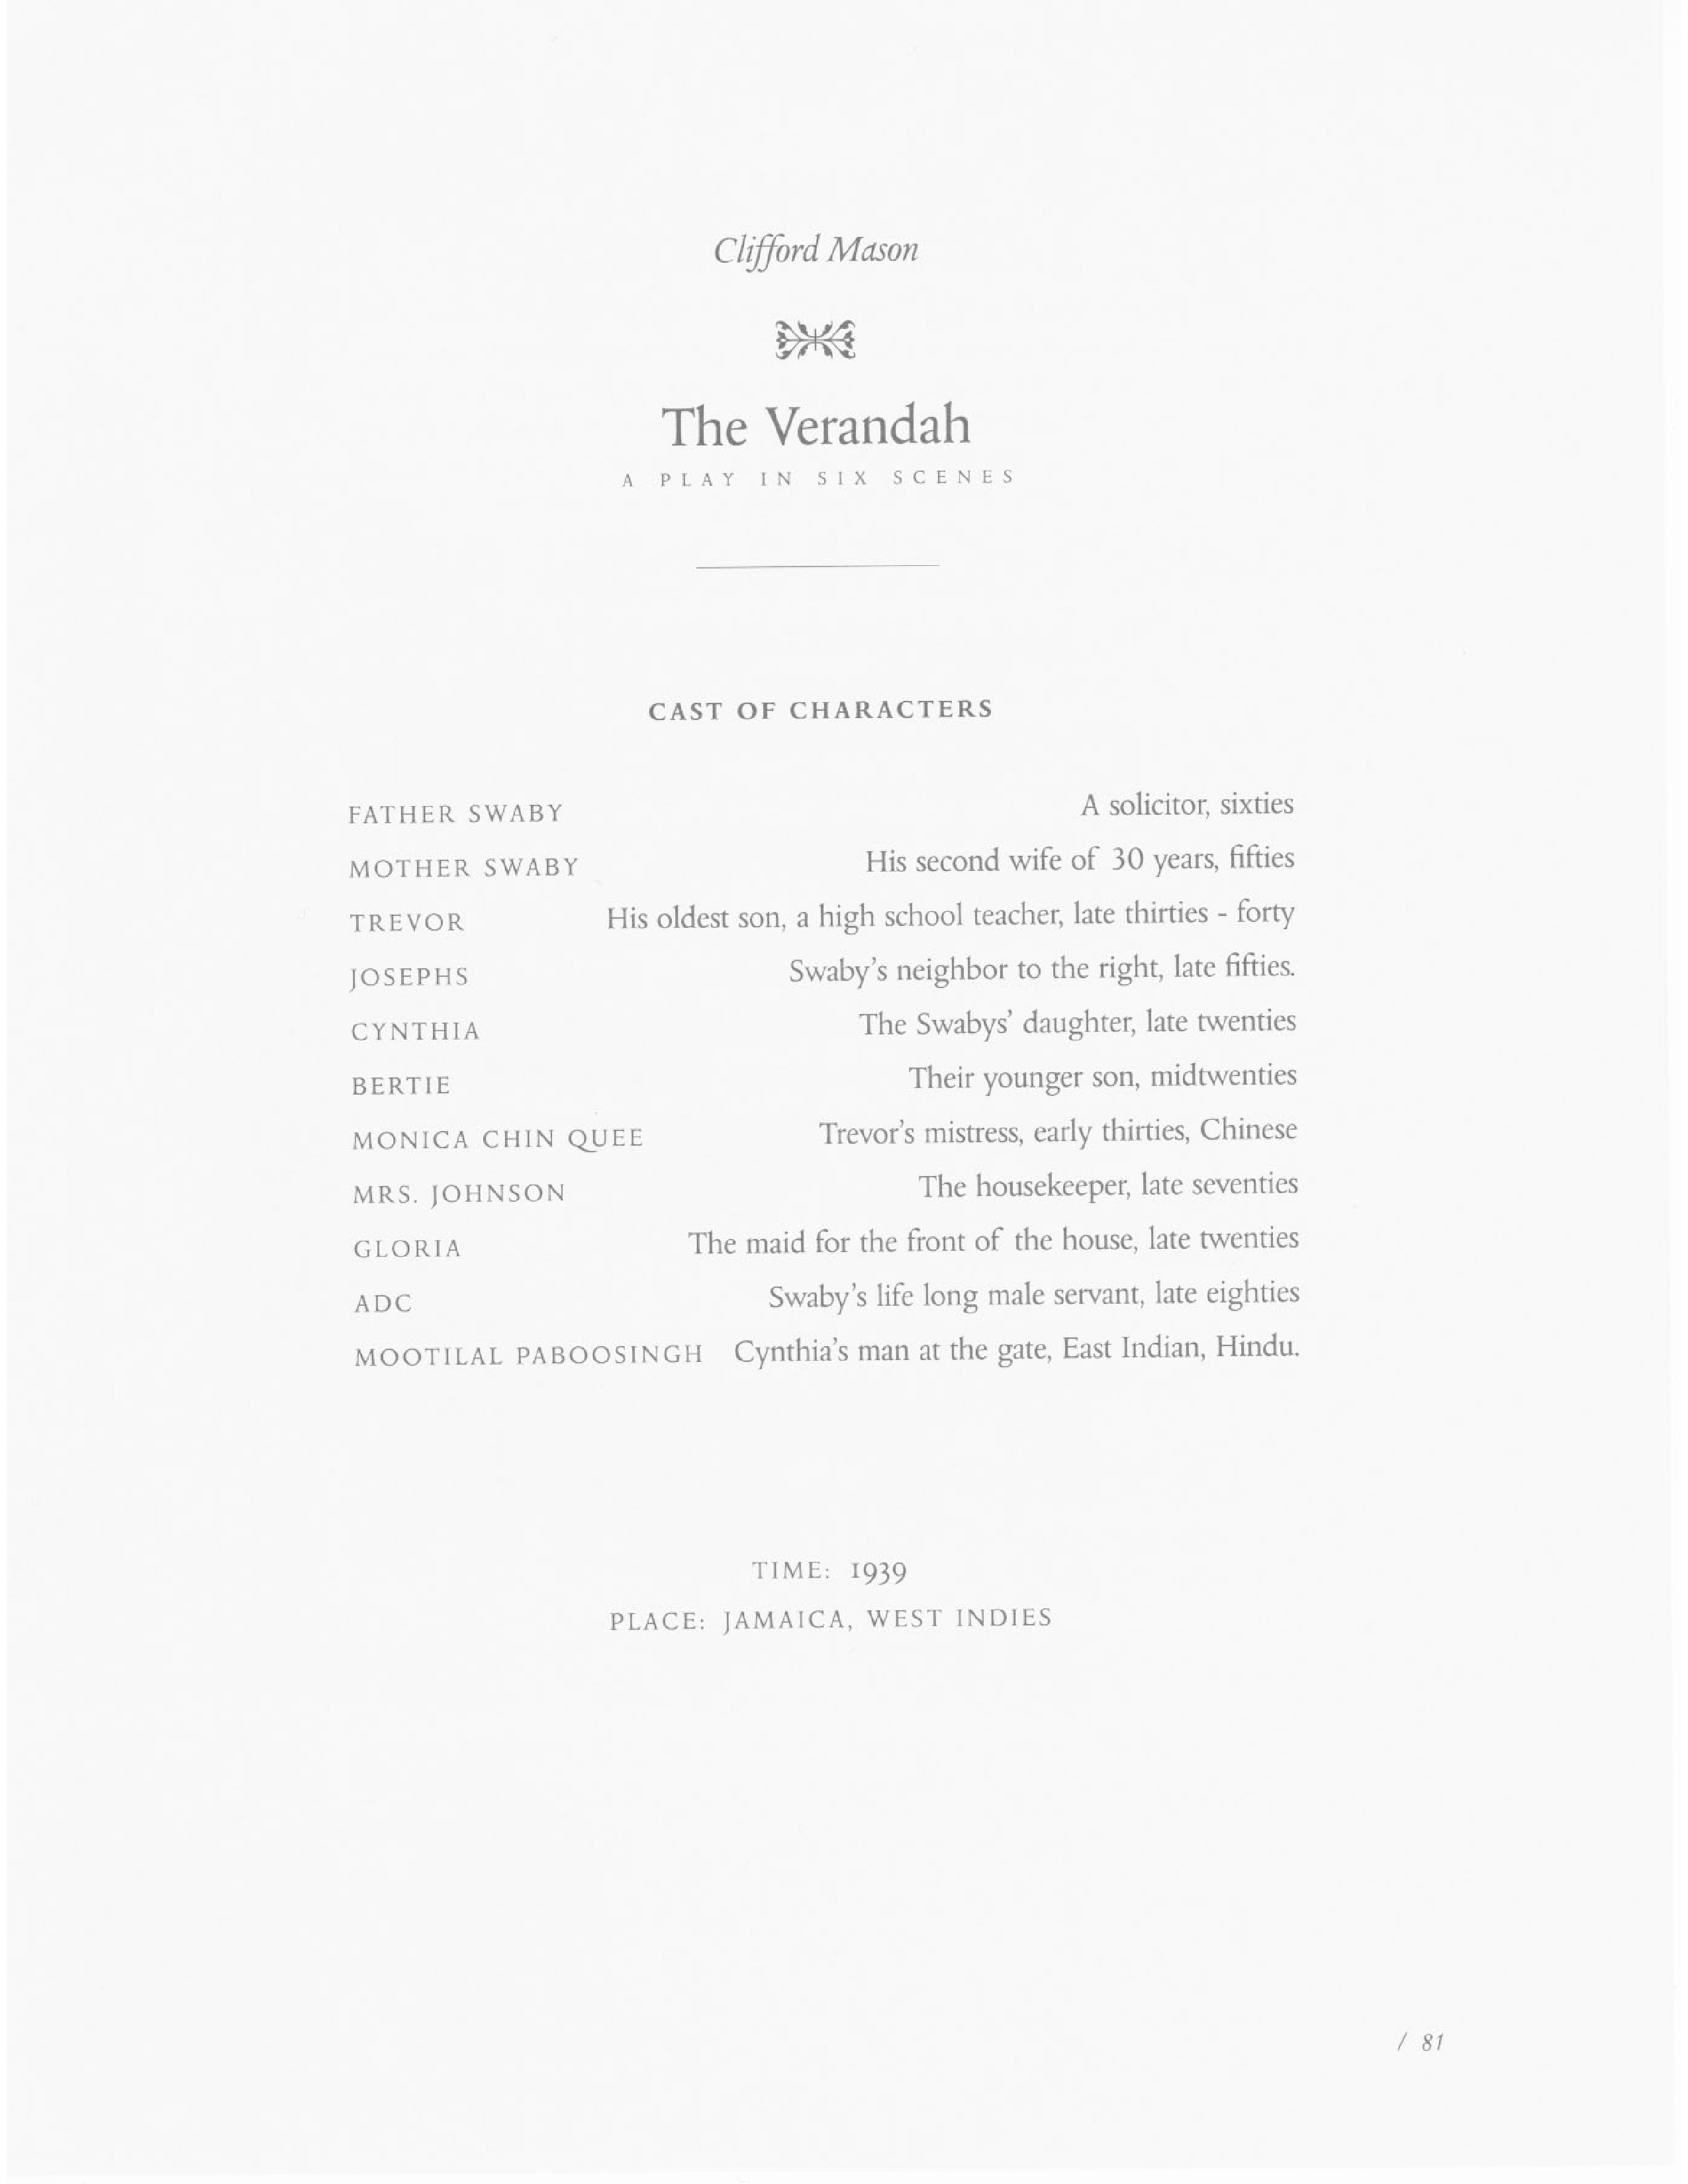 Clifford Mason
The Verandah
A PLAY IN SIX SCENES
CAST OF CHARACTERS
FATHER SWABY A solicitor, sixties
MOTHER SWABY His second wife of 30 years, fifties
TREVOR His oldest son, a high school teacher, late thirties - forty
JOSEPHS Swaby's neighbor to the right, late fifties.
CYNTHIA The Swabys' daughter, late twenties
BERTIE Their younger son, midtwenties
MONICA CHIN QUEE Trevor's mistress, early thirties, Chinese
MRS. JOHNSON The housekeeper, late seventies
GLORIA The maid for the front of the house, late twenties
ADC Swaby's life long male servant, late eighties
MOOTILAL PABOOSINGH Cynthia's man at the gate, East Indian, Hindu.
TIME: 1939
PLACE: JAMAICA, WEST INDIES
/ 81